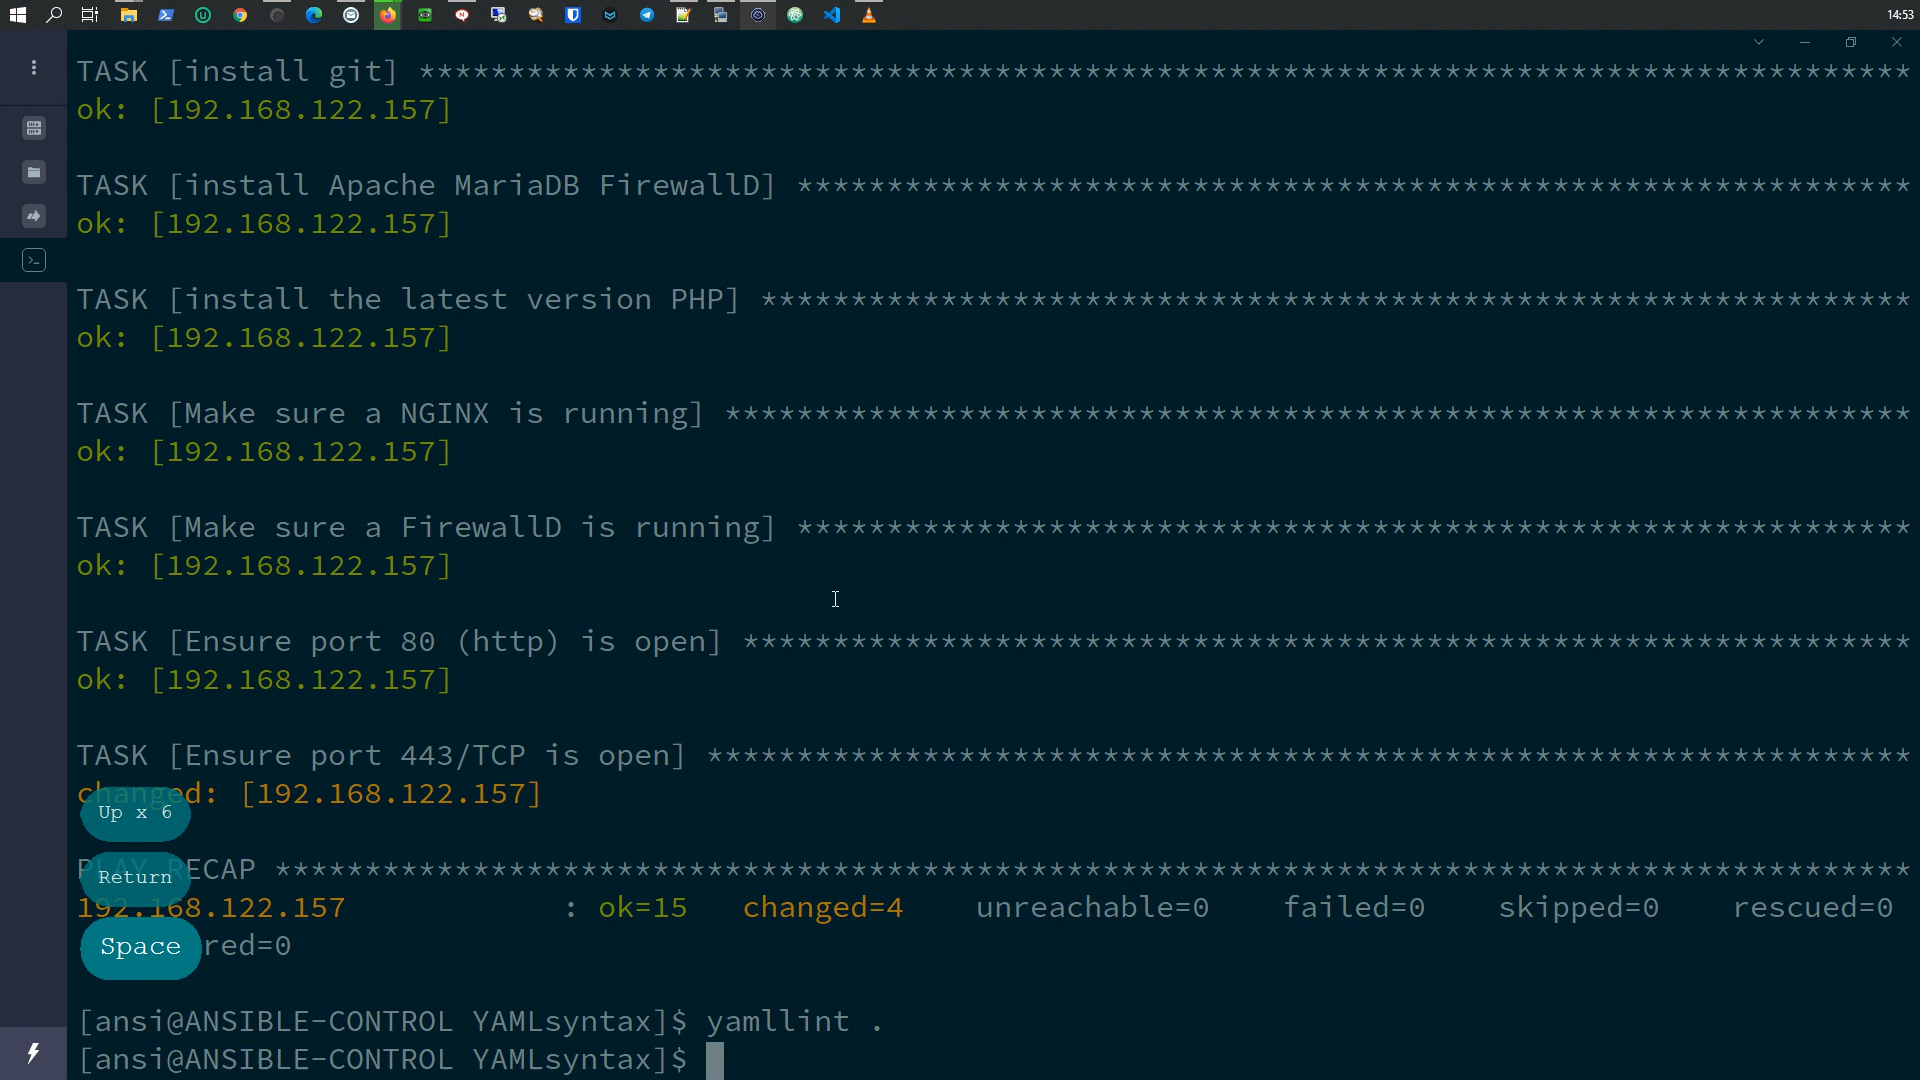 14:53
TASK [install git] ***********************************************************************************
ok: [192.168.122.157]
TASK [install Apache MariaDB FirewallD] **************************************************************
ok: [192.168.122.157]
TASK [install the latest version PHP] ****************************************************************
ok: [192.168.122.157]
TASK [Make sure a NGINX is running] ******************************************************************
ok: [192.168.122.157]
TASK [Make sure a FirewallD is running] **************************************************************
ok: [192.168.122.157]
TASK [Ensure port 80 (http) is open] *****************************************************************
ok: [192.168.122.157]
TASK [Ensure port 443/TCP is open] *******************************************************************
changed: [192.168.122.157]
Up x 6
PLAY RECAP *******************************************************************************************
Return
192.168.122.157 : ok=15 changed=4 unreachable=0 failed=0 skipped=0 rescued=0
Space
red=0
[ansi@ANSIBLE-CONTROL YAMLsyntax]$ yamllint .
[ansi@ANSIBLE-CONTROL YAMLsyntax]$